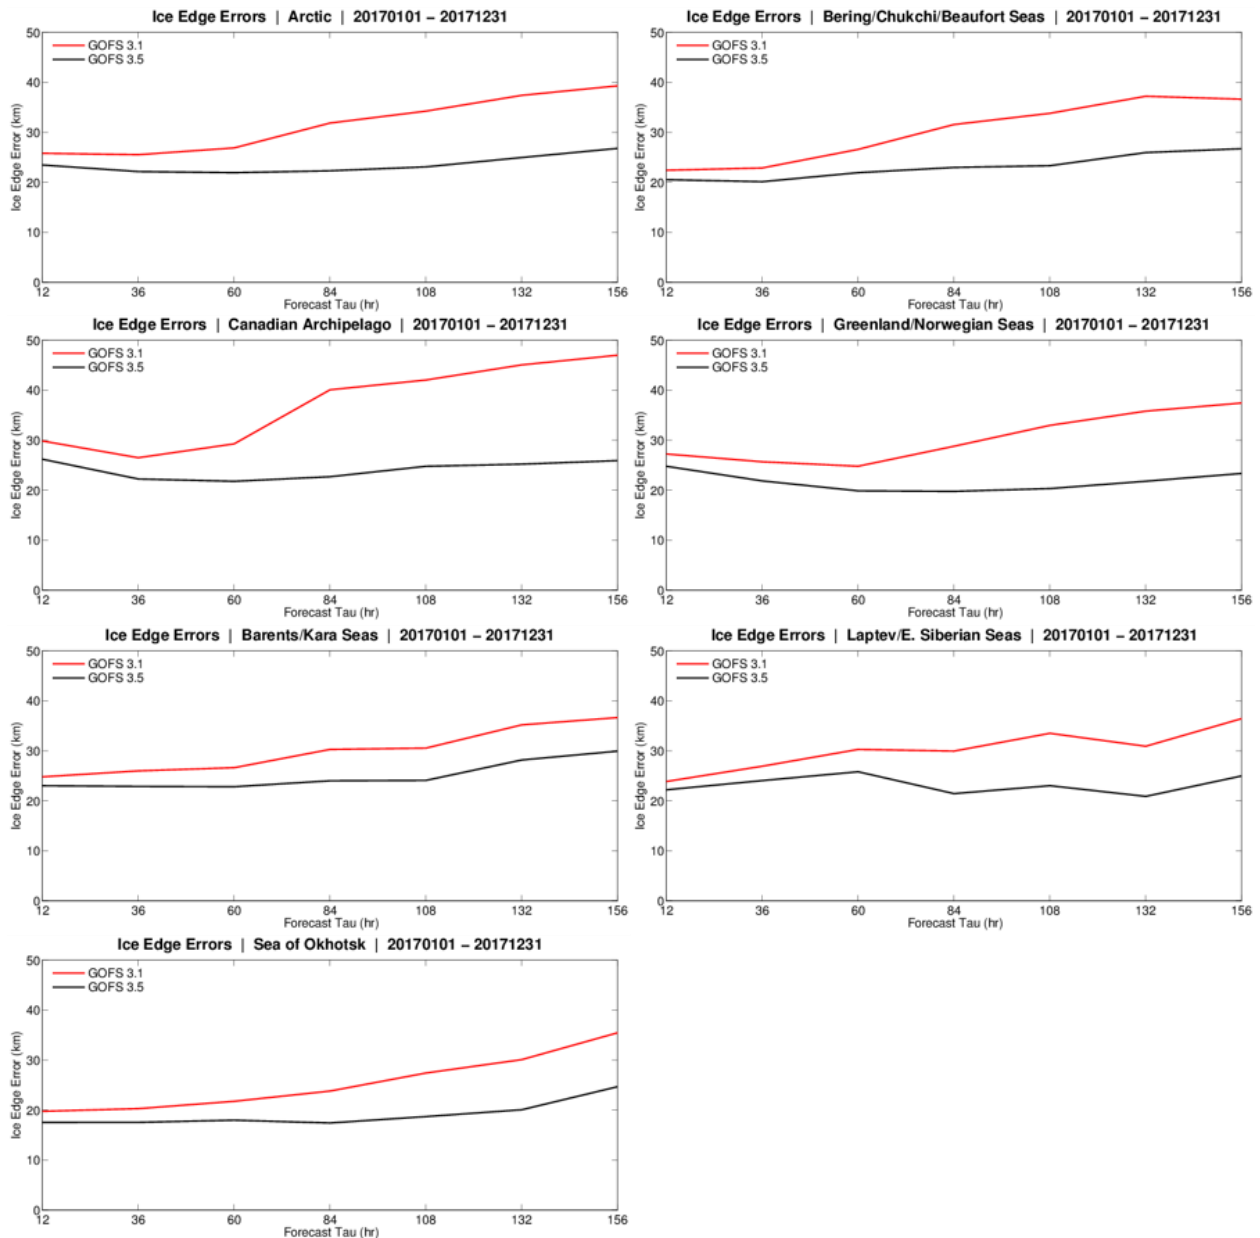 Ice Edge Errors | Arctic | 20170101 – 20171231
50
40
30
20
10
0
Ice Edge Error (km)
GOFS 3.1
GOFS 3.5
12 36 60 84 108 132 156
Forecast Tau (hr)
Ice Edge Errors | Bering/Chukchi/Beaufort Seas | 20170101 – 20171231
50
40
30
20
10
0
Ice Edge Error (km)
GOFS 3.1
GOFS 3.5
12 36 60 84 108 132 156
Forecast Tau (hr)
Ice Edge Errors | Canadian Archipelago | 20170101 – 20171231
50
40
30
20
10
0
Ice Edge Error (km)
GOFS 3.1
GOFS 3.5
12 36 60 84 108 132 156
Forecast Tau (hr)
Ice Edge Errors | Greenland/Norwegian Seas | 20170101 – 20171231
50
40
30
20
10
0
Ice Edge Error (km)
GOFS 3.1
GOFS 3.5
12 36 60 84 108 132 156
Forecast Tau (hr)
Ice Edge Errors | Barents/Kara Seas | 20170101 – 20171231
50
40
30
20
10
0
Ice Edge Error (km)
GOFS 3.1
GOFS 3.5
12 36 60 84 108 132 156
Forecast Tau (hr)
Ice Edge Errors | Laptev/E. Siberian Seas | 20170101 – 20171231
50
40
30
20
10
0
Ice Edge Error (km)
GOFS 3.1
GOFS 3.5
12 36 60 84 108 132 156
Forecast Tau (hr)
Ice Edge Errors | Sea of Okhotsk | 20170101 – 20171231
50
40
30
20
10
0
Ice Edge Error (km)
GOFS 3.1
GOFS 3.5
12 36 60 84 108 132 156
Forecast Tau (hr)